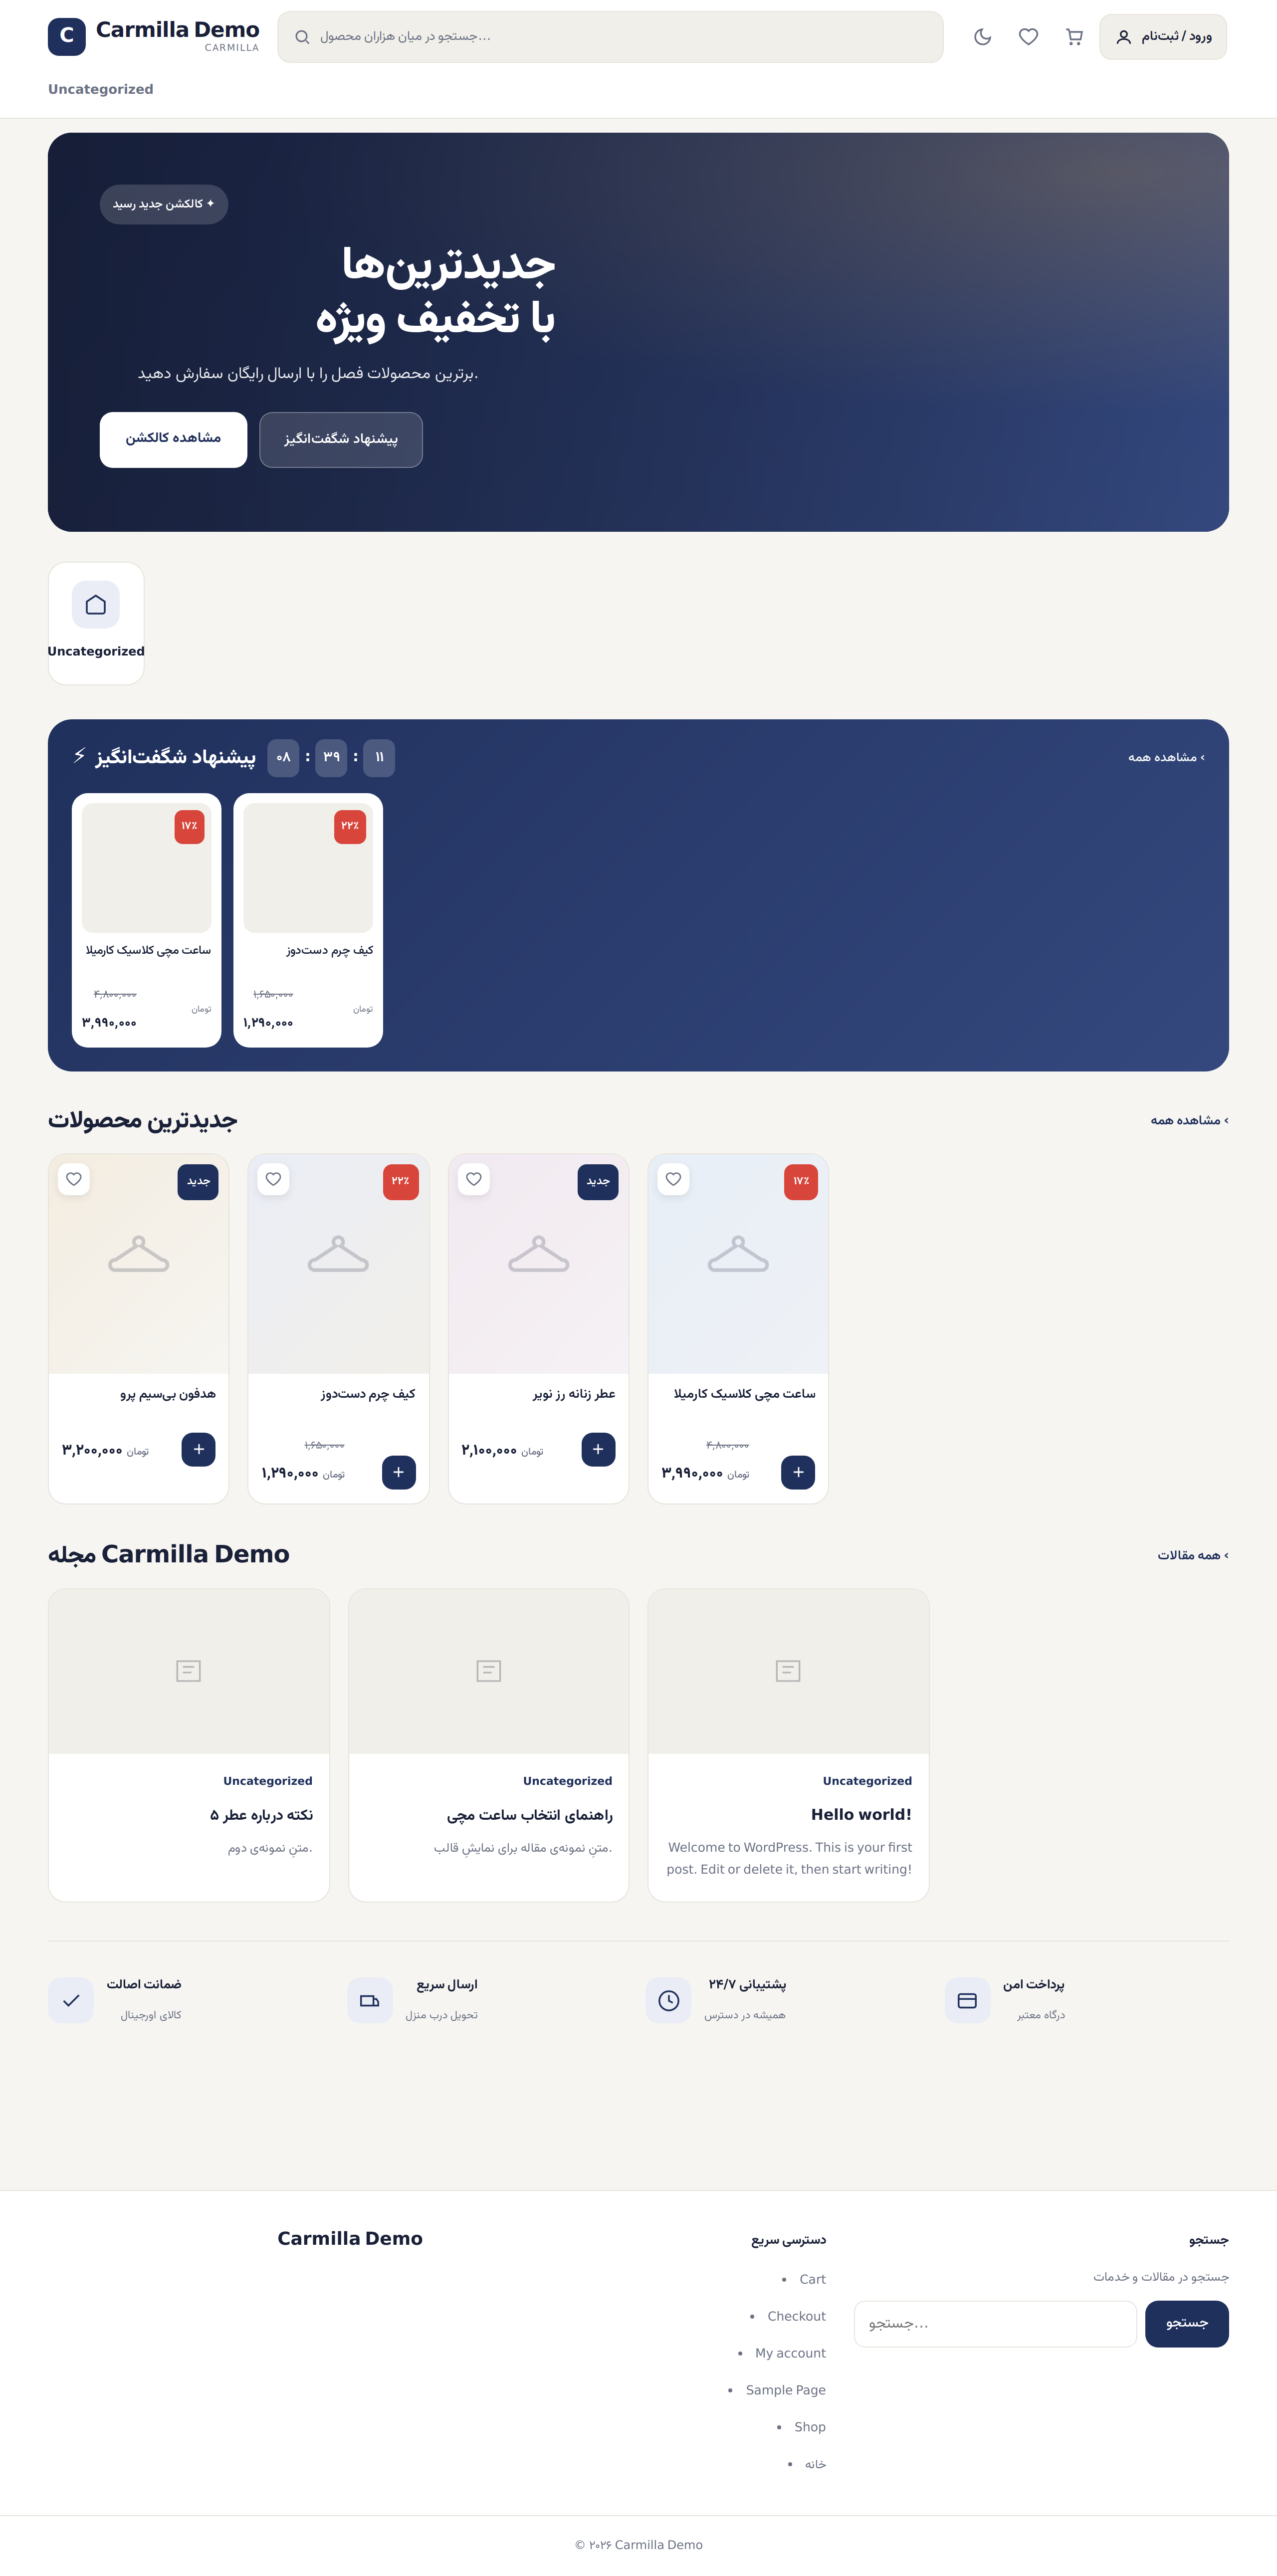 C
Carmilla Demo
CARMILLA
جستجو در میان هزاران محصول...
ورود / ثبت‌نام
Uncategorized
✦ کالکشن جدید رسید
جدیدترین‌ها
با تخفیف ویژه
برترین محصولات فصل را با ارسال رایگان سفارش دهید.
مشاهده کالکشن
پیشنهاد شگفت‌انگیز
Uncategorized
⚡ پیشنهاد شگفت‌انگیز
۰۸ : ۳۹ : ۱۱
مشاهده همه ›
۱۷٪
ساعت مچی کلاسیک کارمیلا
۴,۸۰۰,۰۰۰
۳,۹۹۰,۰۰۰
تومان
۲۲٪
کیف چرم دست‌دوز
۱,۶۵۰,۰۰۰
۱,۲۹۰,۰۰۰
تومان
جدیدترین محصولات
مشاهده همه ›
جدید
هدفون بی‌سیم پرو
۳,۲۰۰,۰۰۰ تومان
۲۲٪
کیف چرم دست‌دوز
۱,۶۵۰,۰۰۰
۱,۲۹۰,۰۰۰ تومان
جدید
عطر زنانه رز نویر
۲,۱۰۰,۰۰۰ تومان
۱۷٪
ساعت مچی کلاسیک کارمیلا
۴,۸۰۰,۰۰۰
۳,۹۹۰,۰۰۰ تومان
مجله Carmilla Demo
همه مقالات ›
Uncategorized
۵ نکته درباره عطر
متنِ نمونه‌ی دوم.
Uncategorized
راهنمای انتخاب ساعت مچی
متنِ نمونه‌ی مقاله برای نمایشِ قالب.
Uncategorized
Hello world!
Welcome to WordPress. This is your first
post. Edit or delete it, then start writing!
ضمانت اصالت
کالای اورجینال
ارسال سریع
تحویل درب منزل
پشتیبانی ۲۴/۷
همیشه در دسترس
پرداخت امن
درگاه معتبر
Carmilla Demo
دسترسی سریع
• Cart
• Checkout
• My account
• Sample Page
• Shop
• خانه
جستجو
جستجو در مقالات و خدمات
جستجو...
جستجو
© ۲۰۲۶ Carmilla Demo